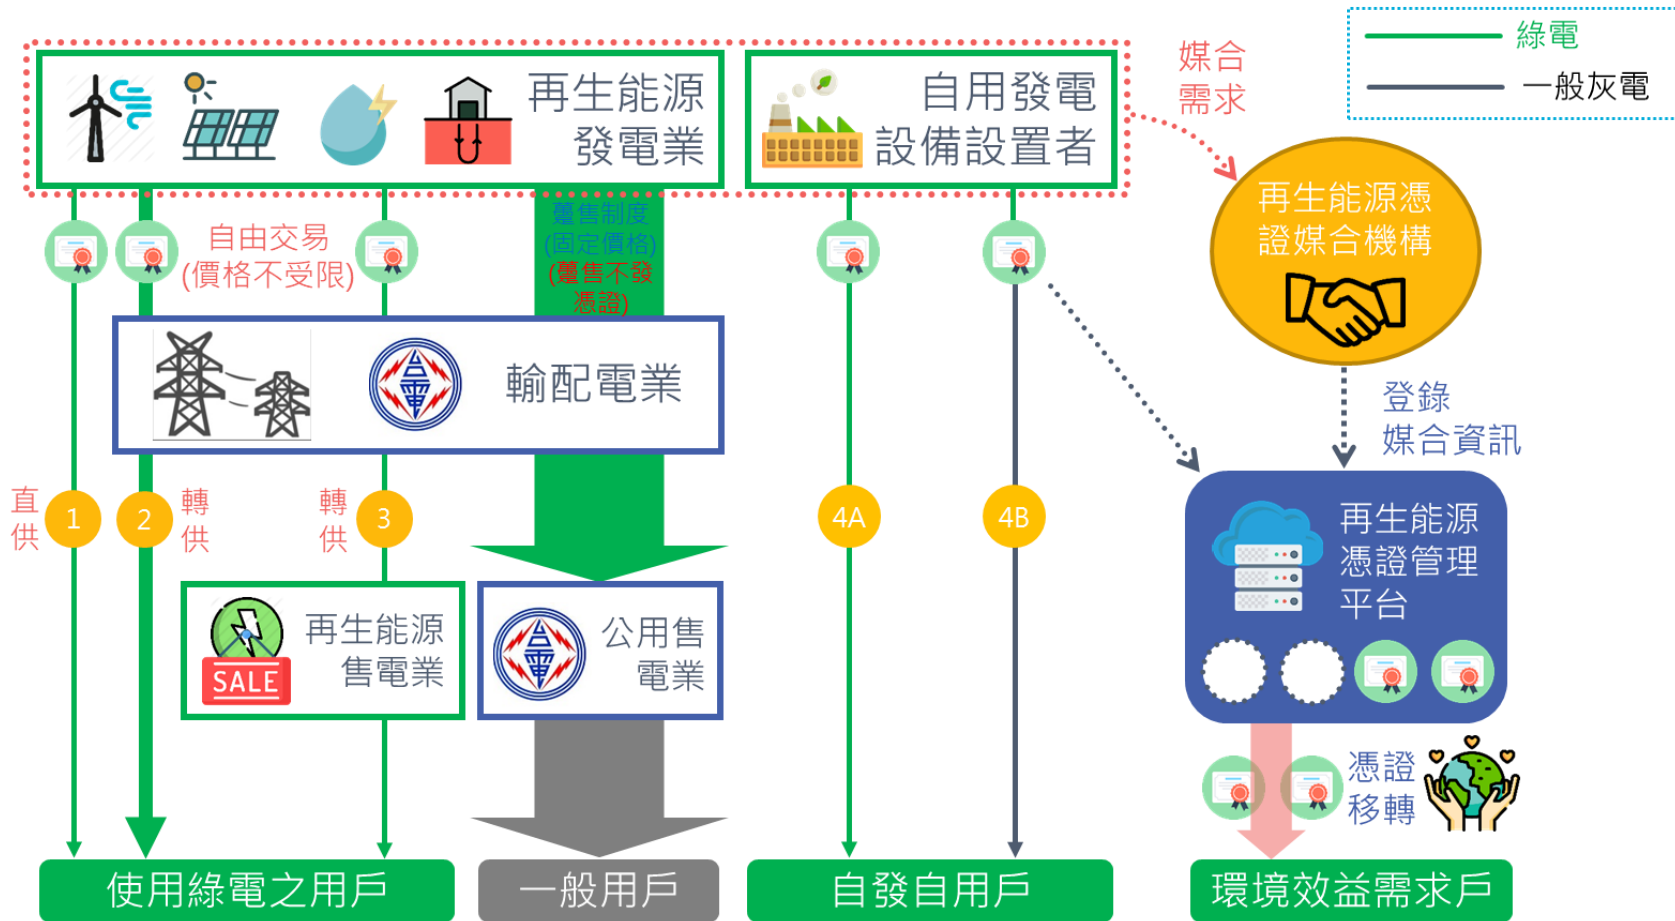 綠電
一般灰電
再生能源
發電業
自用發電
設備設置者
媒合
需求
再生能源憑
證媒合機構
自由交易
(價格不受限)
躉售制度
(固定價格)
(躉售不發
憑證)
台電
輸配電業
登錄
媒合資訊
直
供
1
2
轉
供
轉
供
3
4A
4B
再生能源
憑證管理
平台
SALE
再生能源
售電業
台電
公用售
電業
憑證
移轉
使用綠電之用戶
一般用戶
自發自用戶
環境效益需求戶